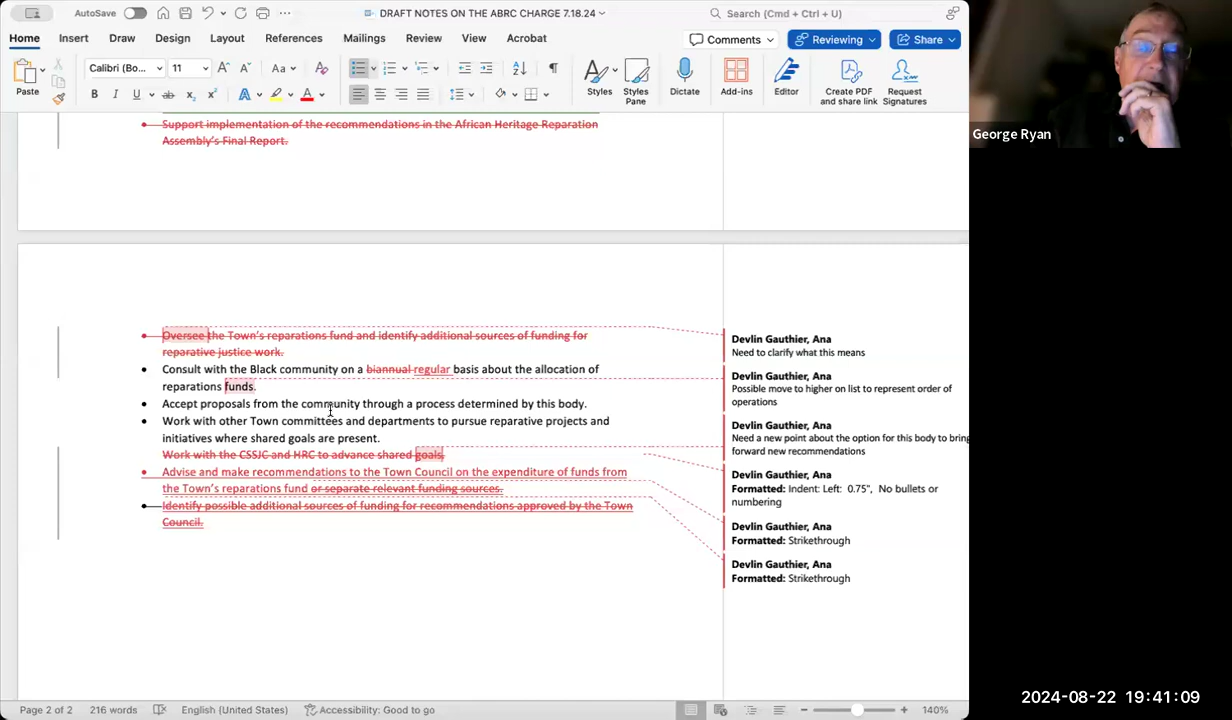 AutoSave
DRAFT NOTES ON THE ABRC CHARGE 7.18.24
Search (Cmd + Ctrl + U)
Home
Insert
Draw
Design
Layout
References
Mailings
Review
View
Acrobat
Comments
Reviewing
Share
Paste
Calibri (Bo...
11
Styles
Styles Pane
Dictate
Add-ins
Editor
Create PDF and share link
Request Signatures
George Ryan
• Support implementation of the recommendations in the African Heritage Reparation
Assembly's Final Report.
• Oversee the Town's reparations fund and identify additional sources of funding for
reparative justice work.
• Consult with the Black community on a biannual regular basis about the allocation of
reparations funds.
• Accept proposals from the community through a process determined by this body.
• Work with other Town committees and departments to pursue reparative projects and
initiatives where shared goals are present.
Work with the CSSJC and HRC to advance shared goals.
• Advise and make recommendations to the Town Council on the expenditure of funds from
the Town's reparations fund or separate relevant funding sources.
• Identify possible additional sources of funding for recommendations approved by the Town
Council.
Devlin Gauthier, Ana
Need to clarify what this means
Devlin Gauthier, Ana
Possible move to higher on list to represent order of
operations
Devlin Gauthier, Ana
Need a new point about the option for this body to bring
forward new recommendations
Devlin Gauthier, Ana
Formatted: Indent: Left: 0.75", No bullets or
numbering
Devlin Gauthier, Ana
Formatted: Strikethrough
Devlin Gauthier, Ana
Formatted: Strikethrough
2024-08-22 19:41:09
Page 2 of 2
216 words
English (United States)
Accessibility: Good to go
140%